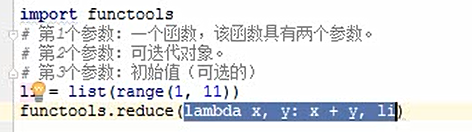 import functools
# 第1个参数：一个函数，该函数具有两个参数。
# 第2个参数：可迭代对象。
# 第3个参数：初始值（可选的）
li = list(range(1, 11))
functools.reduce(lambda x, y: x + y, li)